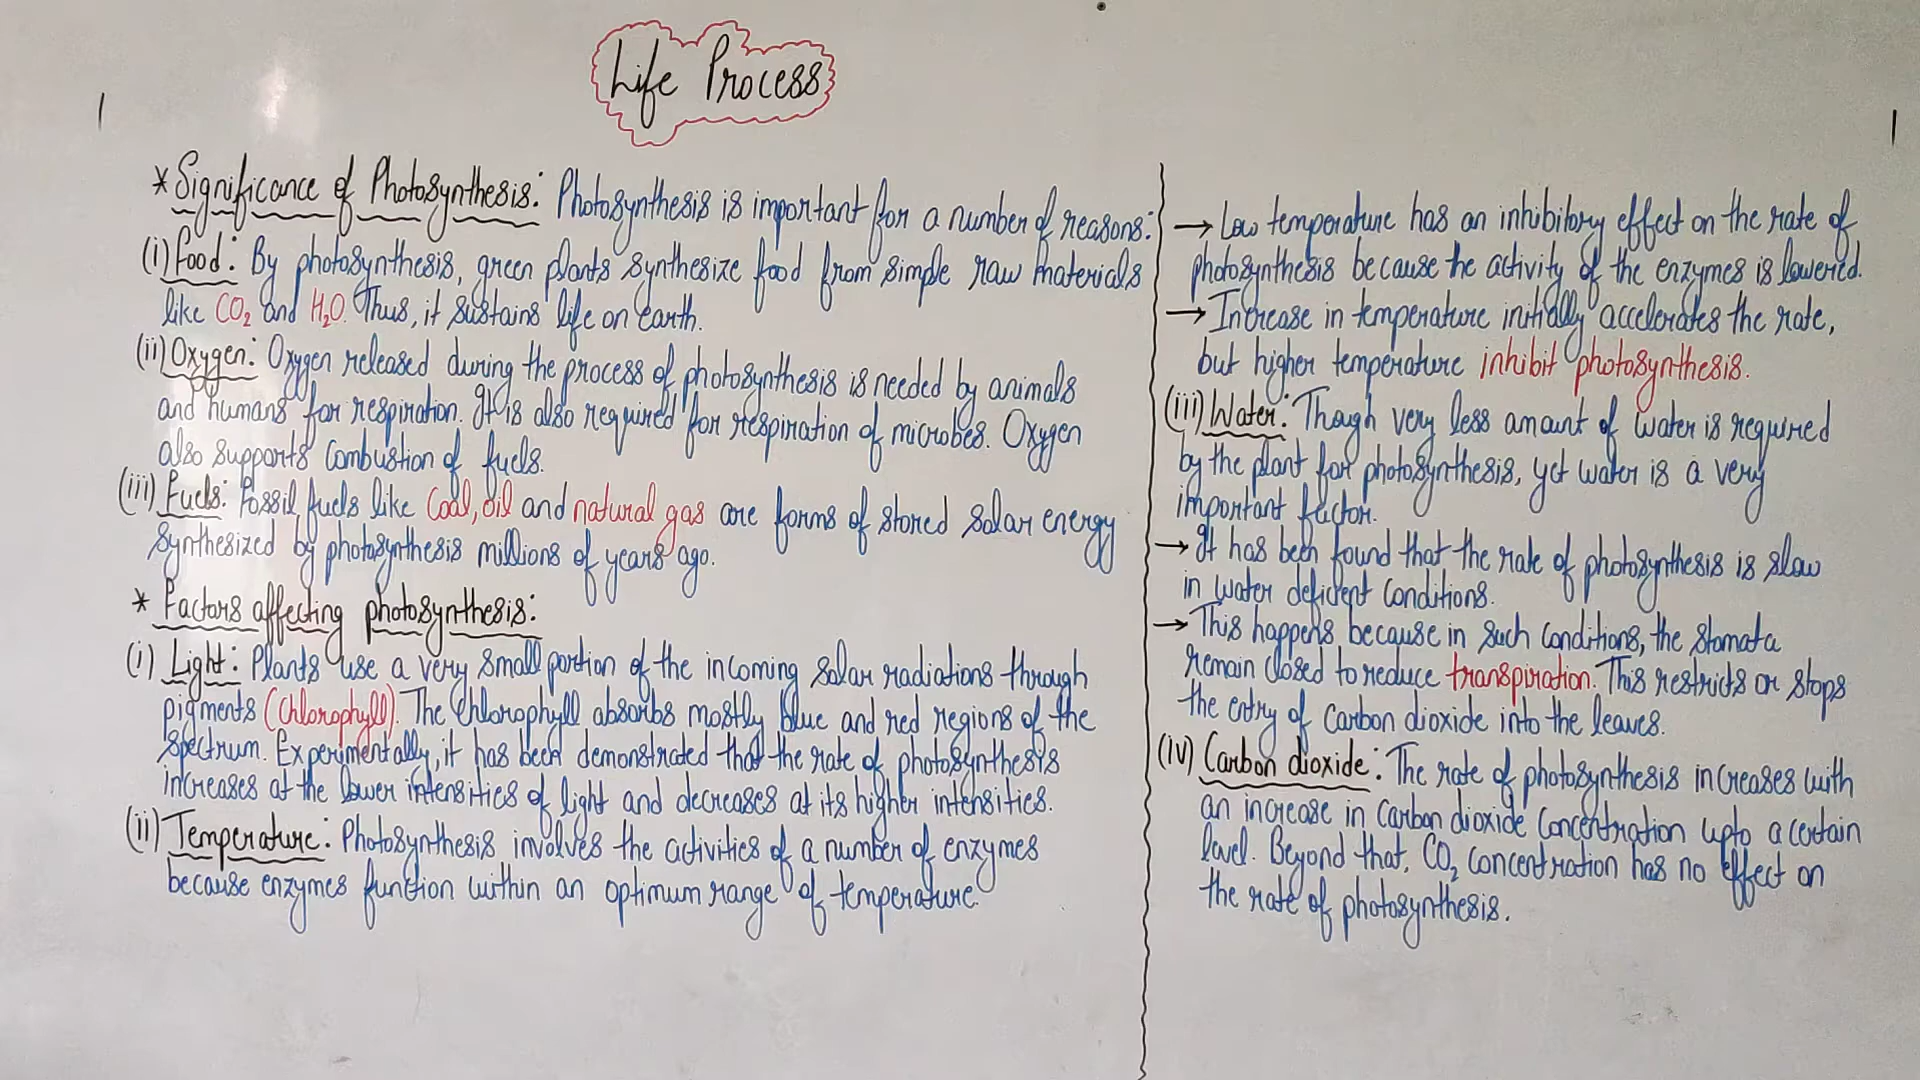 Life Process
* Significance of Photosynthesis: Photosynthesis is important for a number of reasons:
(i) Food: By photosynthesis, green plants synthesize food from simple raw materials
like CO₂ and H₂O. Thus, it sustains life on earth.
(ii) Oxygen: Oxygen released during the process of photosynthesis is needed by animals
and humans for respiration. It is also required for respiration of microbes. Oxygen
also supports combustion of fuels.
(iii) Fuels: Fossil fuels like Coal, oil and natural gas are forms of stored solar energy
synthesized by photosynthesis millions of years ago.
* Factors affecting photosynthesis:
(i) Light: Plants use a very small portion of the incoming solar radiations through
pigments (Chlorophyll). The Chlorophyll absorbs mostly blue and red regions of the
spectrum. Experimentally, it has been demonstrated that the rate of photosynthesis
increases at the lower intensities of light and decreases at its higher intensities.
(ii) Temperature: Photosynthesis involves the activities of a number of enzymes
because enzymes function within an optimum range of temperature.
→ Low temperature has an inhibitory effect on the rate of
photosynthesis because the activity of the enzymes is lowered.
→ Increase in temperature initially accelerates the rate,
but higher temperature inhibit photosynthesis.
(iii) Water: Though very less amount of water is required
by the plant for photosynthesis, yet water is a very
important factor.
→ It has been found that the rate of photosynthesis is slow
in water deficient conditions.
→ This happens because in such conditions, the stomata
remain closed to reduce transpiration. This restricts or stops
the entry of carbon dioxide into the leaves.
(iv) Carbon dioxide: The rate of photosynthesis increases with
an increase in carbon dioxide concentration upto a certain
level. Beyond that, CO₂ concentration has no effect on
the rate of photosynthesis.